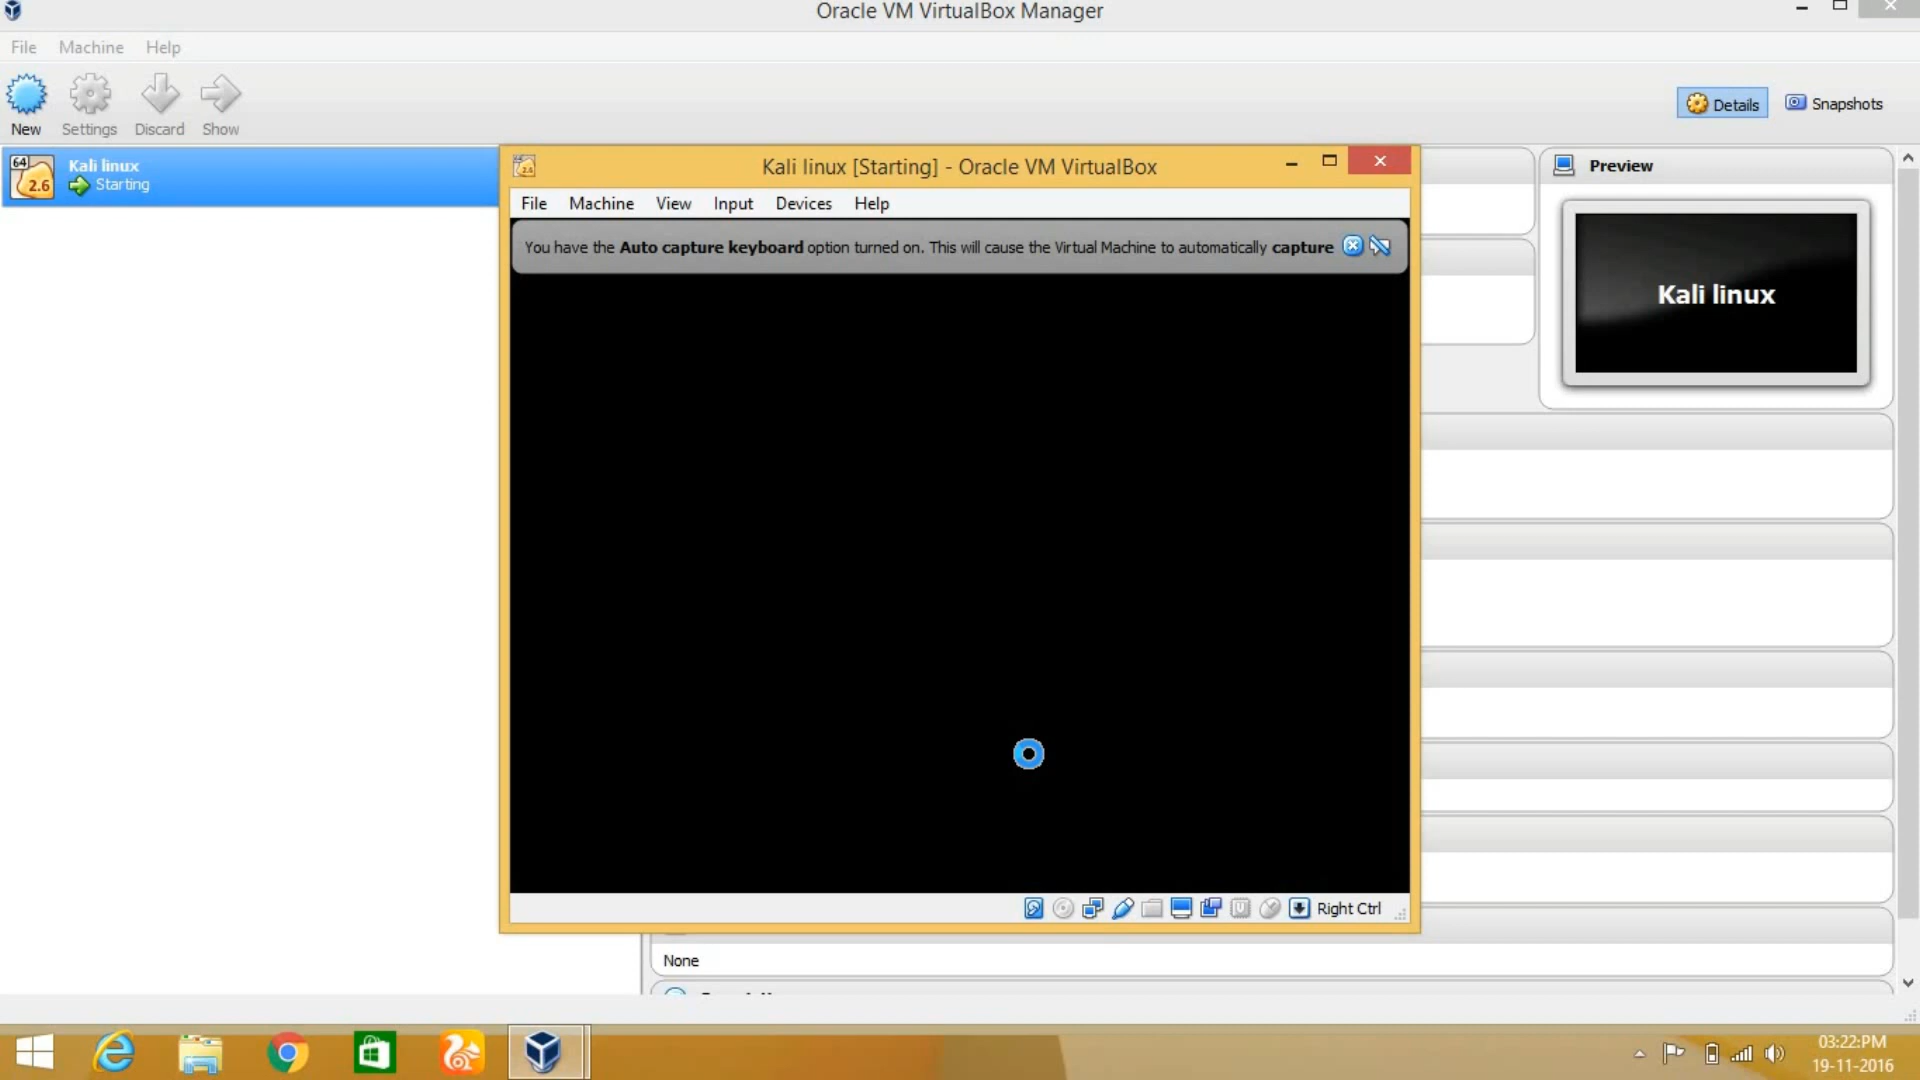 Oracle VM VirtualBox Manager
File Machine Help
New Settings Discard Show
Details Snapshots
64
2.6
Kali linux
Starting
Kali linux [Starting] - Oracle VM VirtualBox
File Machine View Input Devices Help
You have the Auto capture keyboard option turned on. This will cause the Virtual Machine to automatically capture
Preview
Kali linux
Right Ctrl
None
03:22:PM
19-11-2016